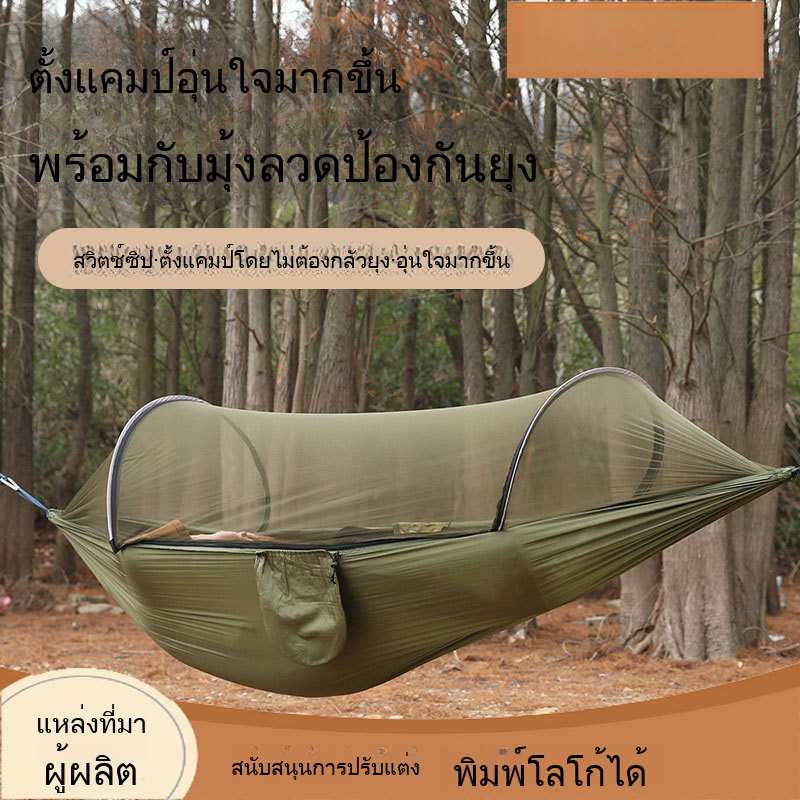 ตั้งแคมป์อุ่นใจมากขึ้น
พร้อมกับมุ้งลวดป้องกันยุง
สวิตช์ซิป·ตั้งแคมป์โดยไม่ต้องกลัวยุง·อุ่นใจมากขึ้น
แหล่งที่มา
ผู้ผลิต
สนับสนุนการปรับแต่ง
พิมพ์โลโก้ได้